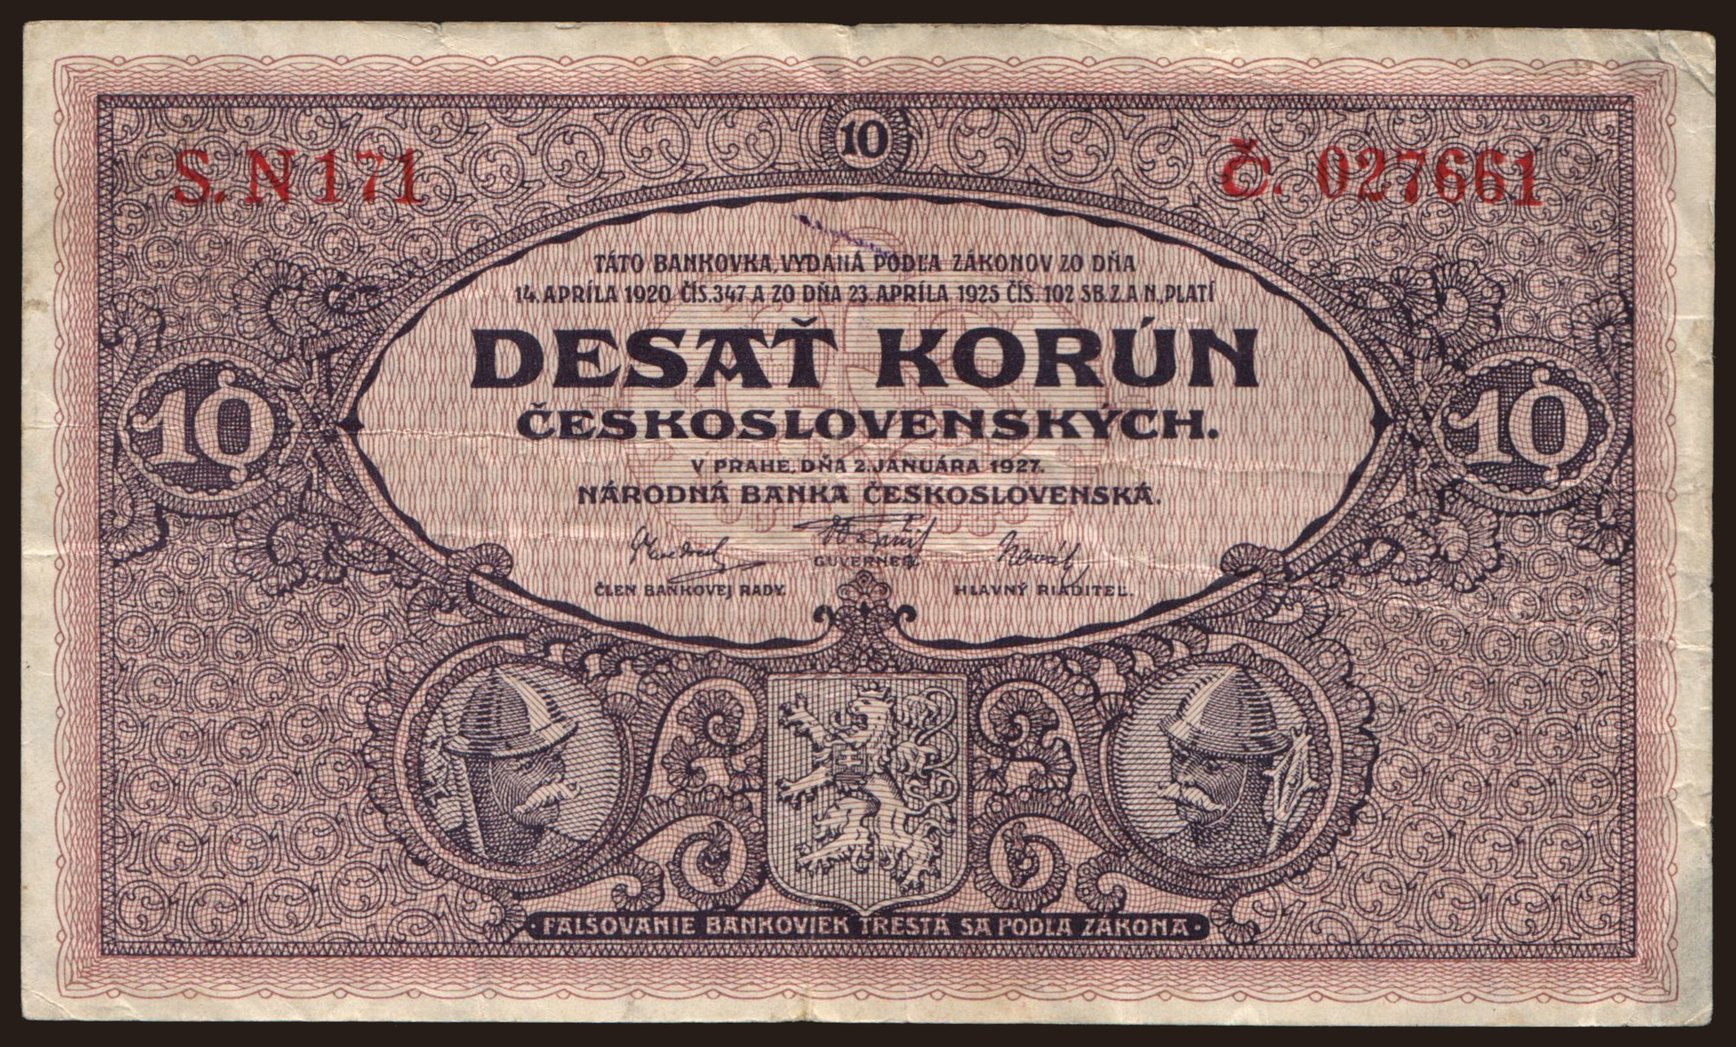 10
S. N 171
Č. 027661
TÁTO BANKOVKA, VYDANÁ PODĽA ZÁKONOV ZO DŇA
14. APRÍLA 1920 ČÍS. 347 A ZO DŇA 23. APRÍLA 1925 ČÍS. 102 SB. Z. A N., PLATÍ
DESAŤ KORÚN
ČESKOSLOVENSKÝCH.
10
10
V PRAHE, DŇA 2. JANUÁRA 1927.
NÁRODNÁ BANKA ČESKOSLOVENSKÁ.
GUVERNER
ČLEN BANKOVEJ RADY.
HLAVNÝ RIADITEĽ.
FALŠOVANIE BANKOVIEK TRESTÁ SA PODĽA ZÁKONA